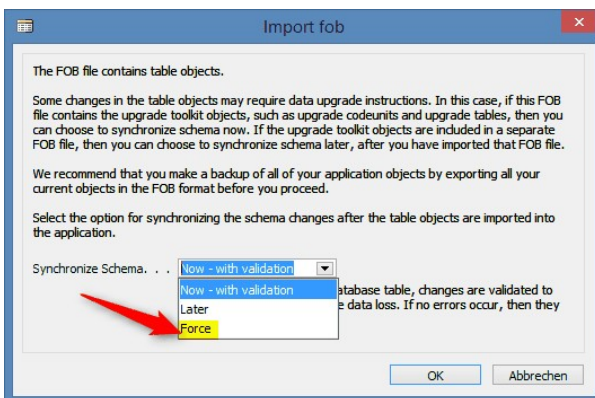 Import fob
The FOB file contains table objects.
Some changes in the table objects may require data upgrade instructions. In this case, if this FOB
file contains the upgrade toolkit objects, such as upgrade codeunits and upgrade tables, then you
can choose to synchronize schema now. If the upgrade toolkit objects are included in a separate
FOB file, then you can choose to synchronize schema later, after you have imported that FOB file.
We recommend that you make a backup of all of your application objects by exporting all your
current objects in the FOB format before you proceed.
Select the option for synchronizing the schema changes after the table objects are imported into
the application.
Synchronize Schema. . . Now - with validation
Now - with validation atabase table, changes are validated to
Later e data loss. If no errors occur, then they
Force
OK Abbrechen